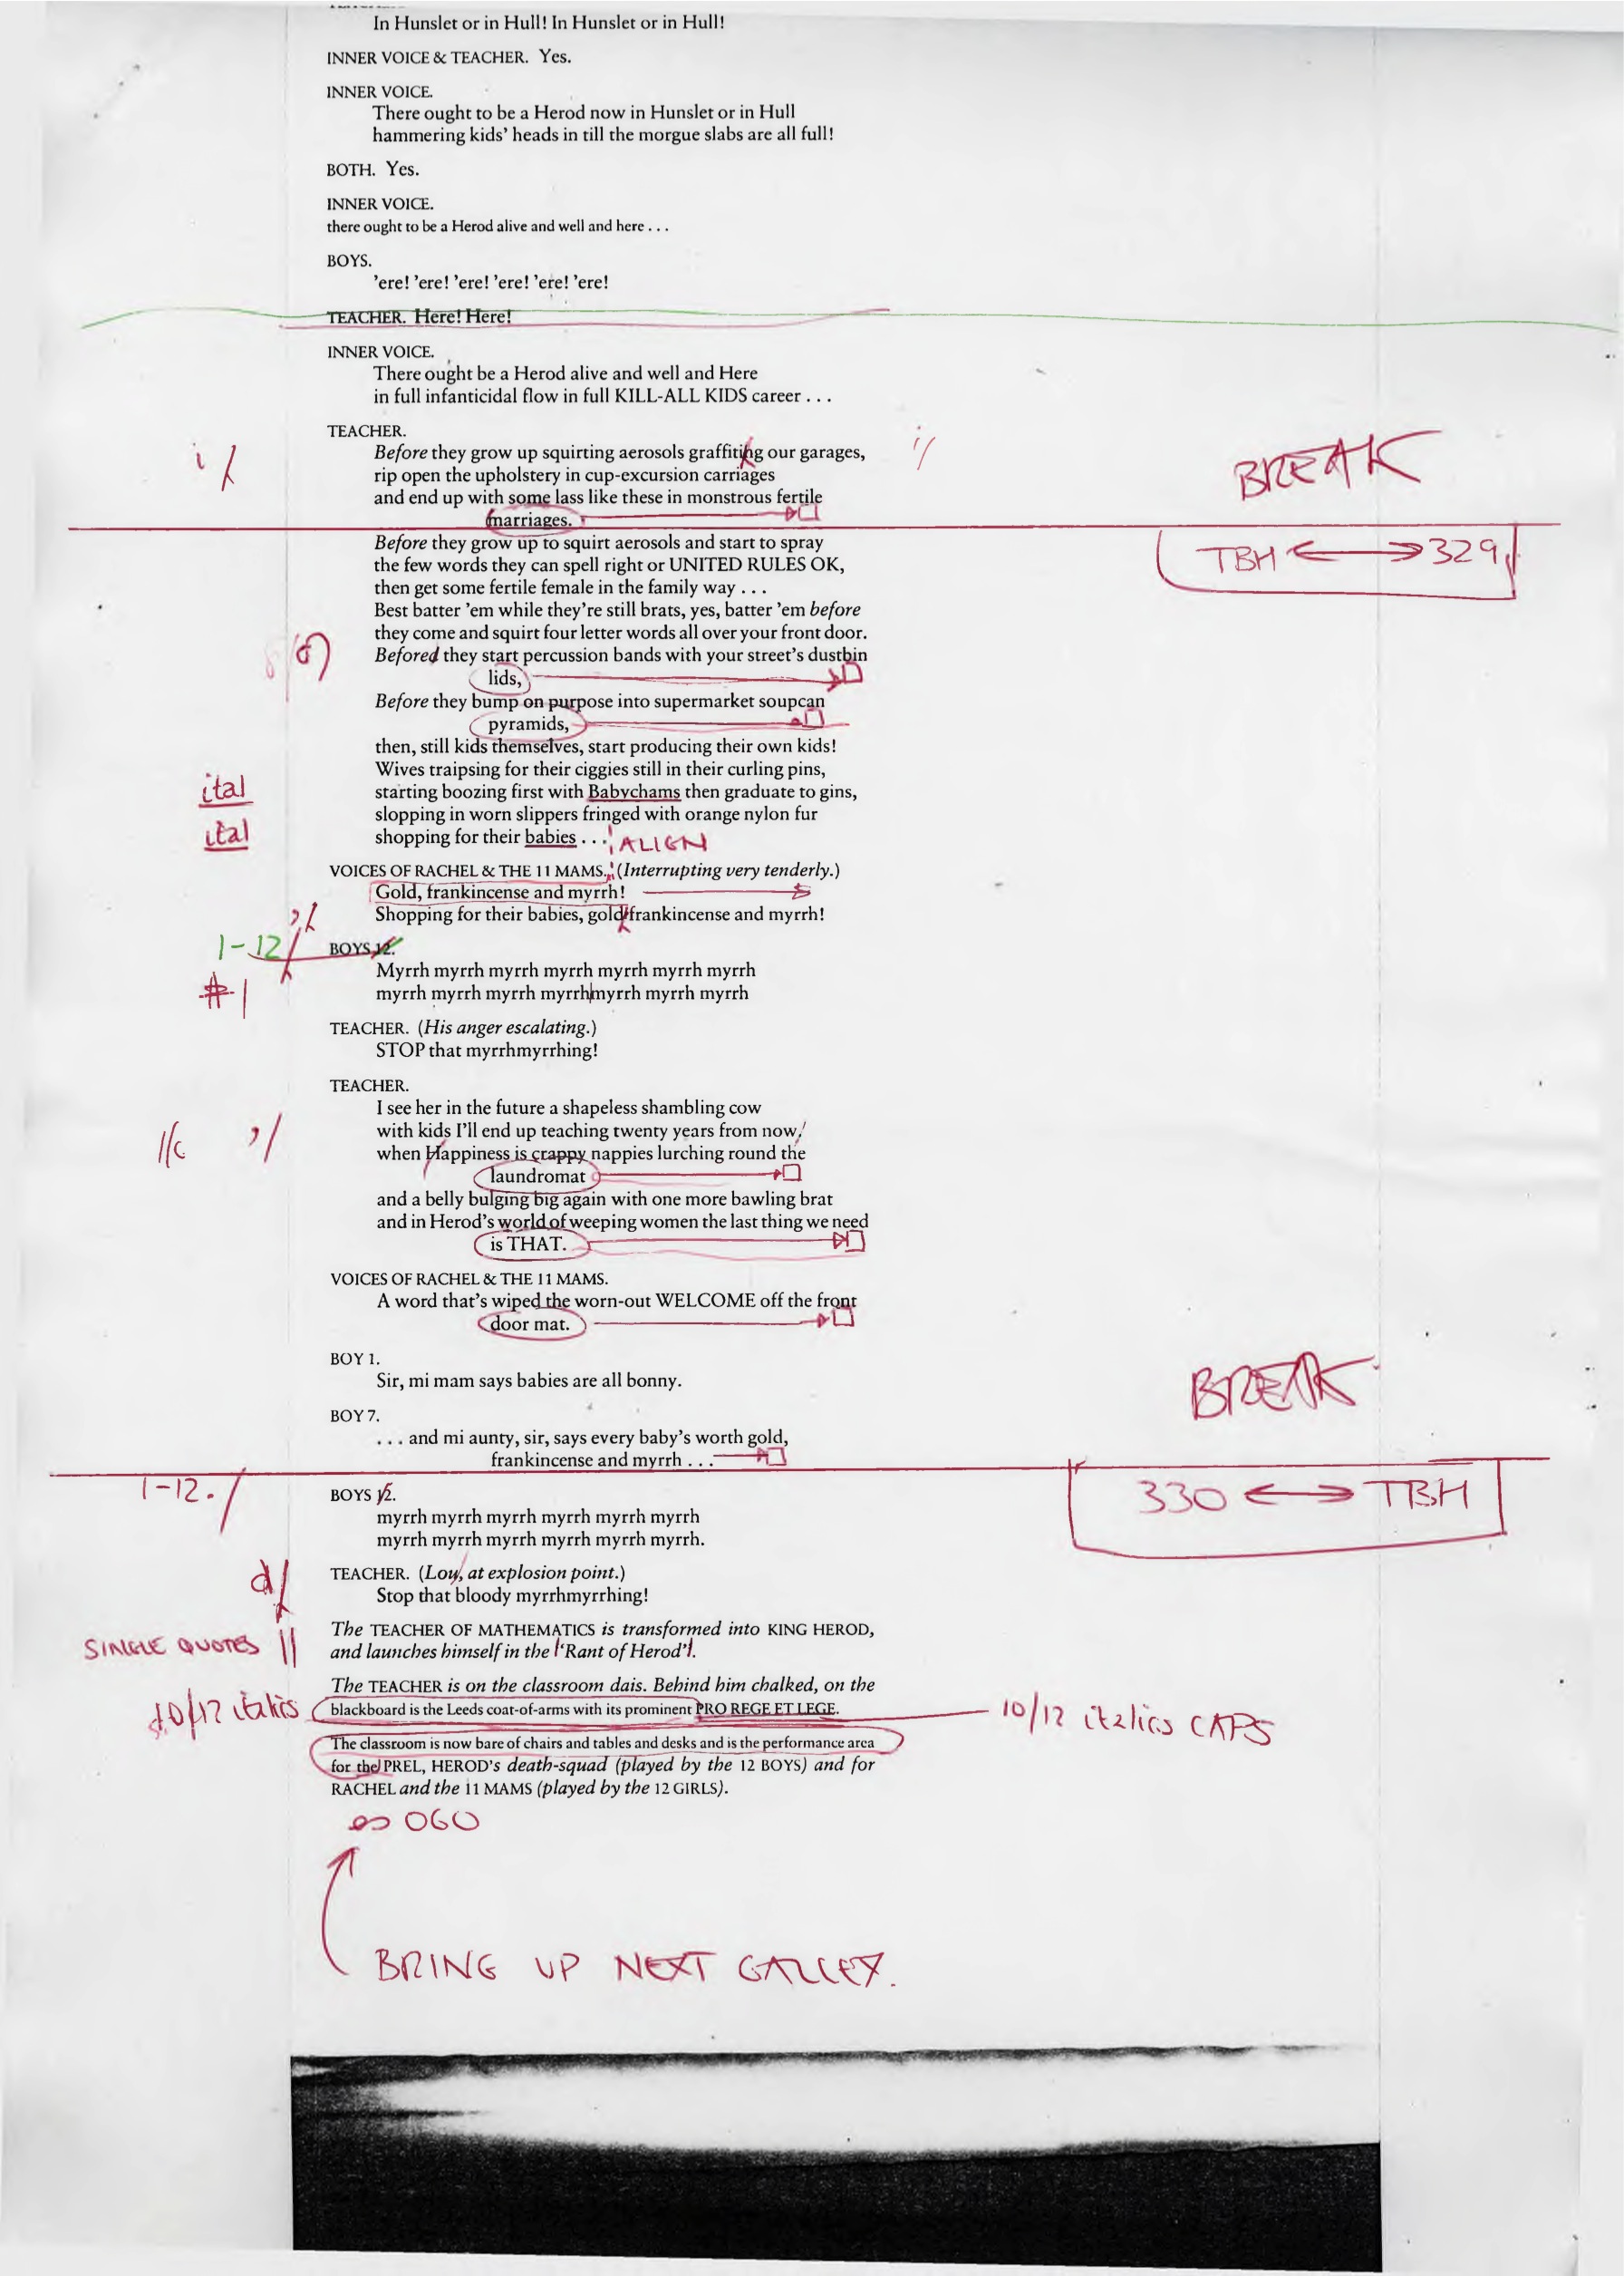 In Hunslet or in Hull! In Hunslet or in Hull!
INNER VOICE & TEACHER. Yes.
INNER VOICE.
There ought to be a Herod now in Hunslet or in Hull
hammering kids' heads in till the morgue slabs are all full!
BOTH. Yes.
INNER VOICE.
there ought to be a Herod alive and well and here . . .
BOYS.
'ere! 'ere! 'ere! 'ere! 'ere! 'ere!
TEACHER. Here! Here!
INNER VOICE.
There ought be a Herod alive and well and Here
in full infanticidal flow in full KILL-ALL KIDS career . . .
TEACHER.
Before they grow up squirting aerosols graffiting our garages,
i/ i/
BREAK
rip open the upholstery in cup-excursion carriages
and end up with some lass like these in monstrous fertile
marriages.
TBH ⟷ 329
Before they grow up to squirt aerosols and start to spray
the few words they can spell right or UNITED RULES OK,
then get some fertile female in the family way . . .
Best batter 'em while they're still brats, yes, batter 'em before
they come and squirt four letter words all over your front door.
Befored they start percussion bands with your street's dustbin
lids,
Before they bump on purpose into supermarket soupcan
pyramids,
then, still kids themselves, start producing their own kids!
Wives traipsing for their ciggies still in their curling pins,
ital
starting boozing first with Babychams then graduate to gins,
slopping in worn slippers fringed with orange nylon fur
ital
shopping for their babies . . . ALIGN
VOICES OF RACHEL & THE 11 MAMS. (Interrupting very tenderly.)
Gold, frankincense and myrrh!
Shopping for their babies, gold frankincense and myrrh!
,/
1-12/ BOYS 12.
Myrrh myrrh myrrh myrrh myrrh myrrh myrrh
#/ myrrh myrrh myrrh myrrhmyrrh myrrh myrrh
TEACHER. (His anger escalating.)
STOP that myrrhmyrrhing!
TEACHER.
I see her in the future a shapeless shambling cow
with kids I'll end up teaching twenty years from now,
l/c ,/
when Happiness is crappy nappies lurching round the
laundromat
and a belly bulging big again with one more bawling brat
and in Herod's world of weeping women the last thing we need
is THAT.
VOICES OF RACHEL & THE 11 MAMS.
A word that's wiped the worn-out WELCOME off the front
door mat.
BOY 1.
Sir, mi mam says babies are all bonny.
BREAK
BOY 7.
. . . and mi aunty, sir, says every baby's worth gold,
frankincense and myrrh . . .
1-12./ BOYS 12.
330 ⟷ TBH
myrrh myrrh myrrh myrrh myrrh myrrh
myrrh myrrh myrrh myrrh myrrh myrrh.
d/ TEACHER. (Lou, at explosion point.)
Stop that bloody myrrhmyrrhing!
The TEACHER OF MATHEMATICS is transformed into KING HEROD,
SINGLE QUOTES
and launches himself in the 'Rant of Herod'.
The TEACHER is on the classroom dais. Behind him chalked, on the
10/12 italics blackboard is the Leeds coat-of-arms with its prominent PRO REGE ET LEGE. 10/12 italics CAPS
The classroom is now bare of chairs and tables and desks and is the performance area
for the PREL, HEROD's death-squad (played by the 12 BOYS) and for
RACHEL and the 11 MAMS (played by the 12 GIRLS).
060
BRING UP NEXT GALLEY.